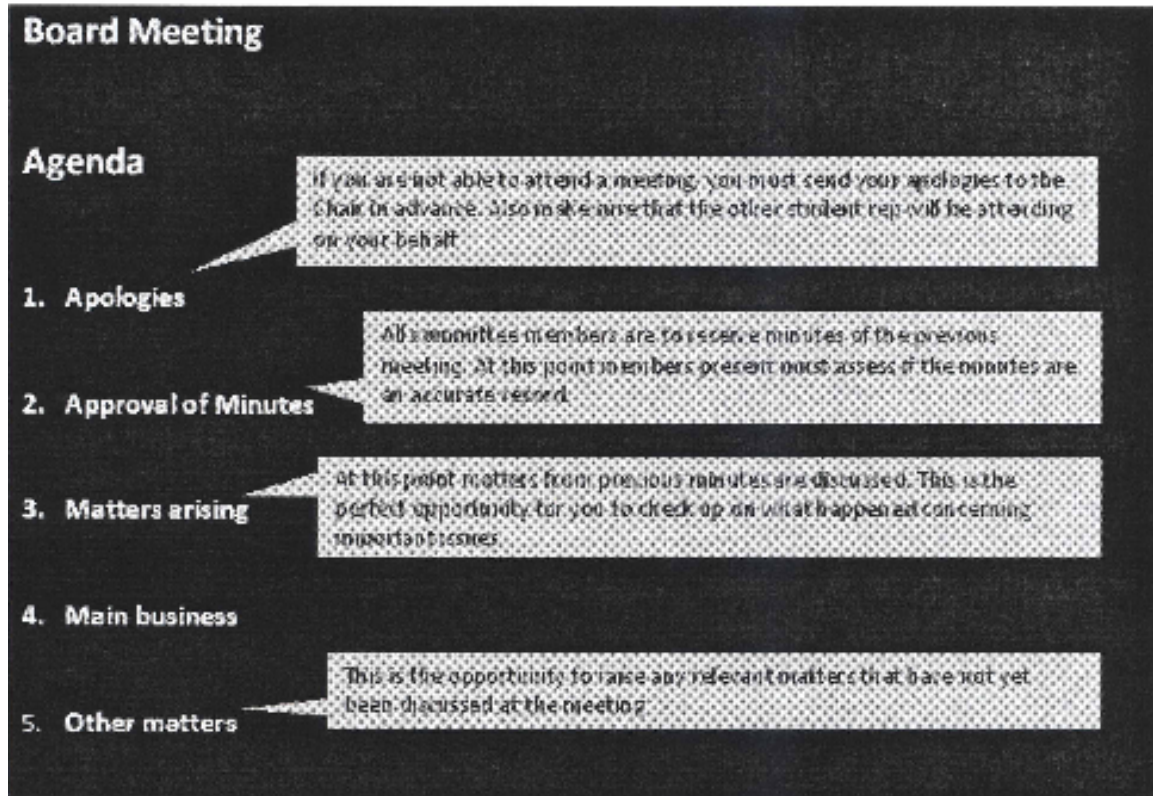 Board Meeting
Agenda
If you are not able to attend a meeting, you must send your apologies to the
Chair in advance. Also make sure that the other student rep will be attending
on your behalf
1. Apologies
All committee members are to receive minutes of the previous
meeting. At this point members present must assess if the minutes are
an accurate record.
2. Approval of Minutes
At this point matters from previous minutes are discussed. This is the
perfect opportunity for you to check up on what happened concerning
important issues
3. Matters arising
4. Main business
This is the opportunity to raise any relevant matters that have not yet
been discussed at the meeting
5. Other matters